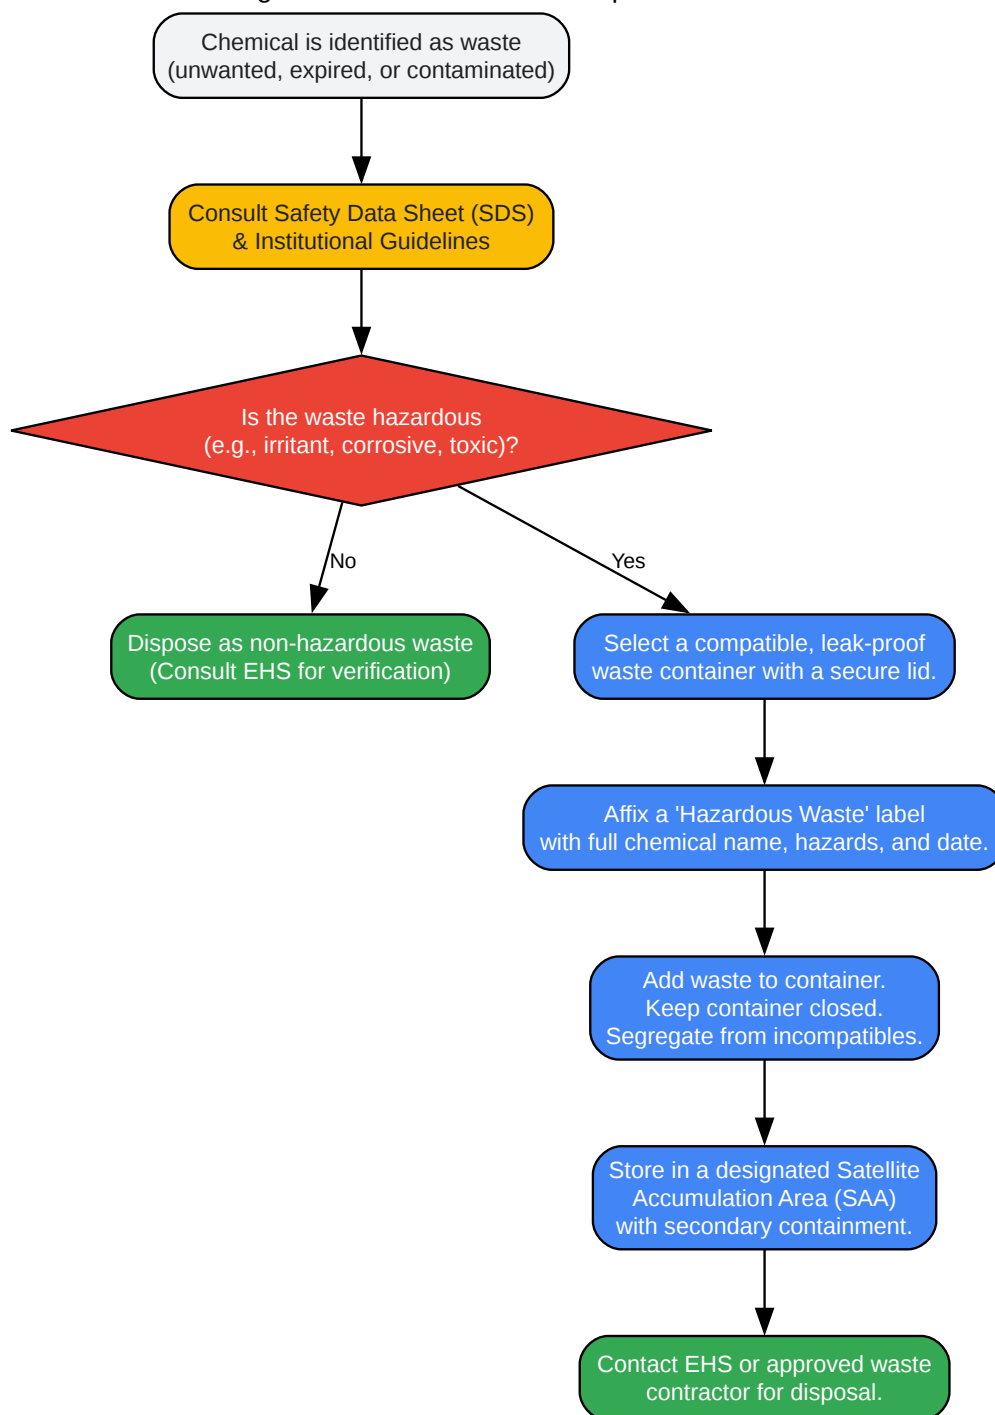 Chemical is identified as waste
(unwanted, expired, or contaminated)
Consult Safety Data Sheet (SDS)
& Institutional Guidelines
Is the waste hazardous
(e.g., irritant, corrosive, toxic)?
No
Yes
Dispose as non-hazardous waste
(Consult EHS for verification)
Select a compatible, leak-proof
waste container with a secure lid.
Affix a 'Hazardous Waste' label
with full chemical name, hazards, and date.
Add waste to container.
Keep container closed.
Segregate from incompatibles.
Store in a designated Satellite
Accumulation Area (SAA)
with secondary containment.
Contact EHS or approved waste
contractor for disposal.